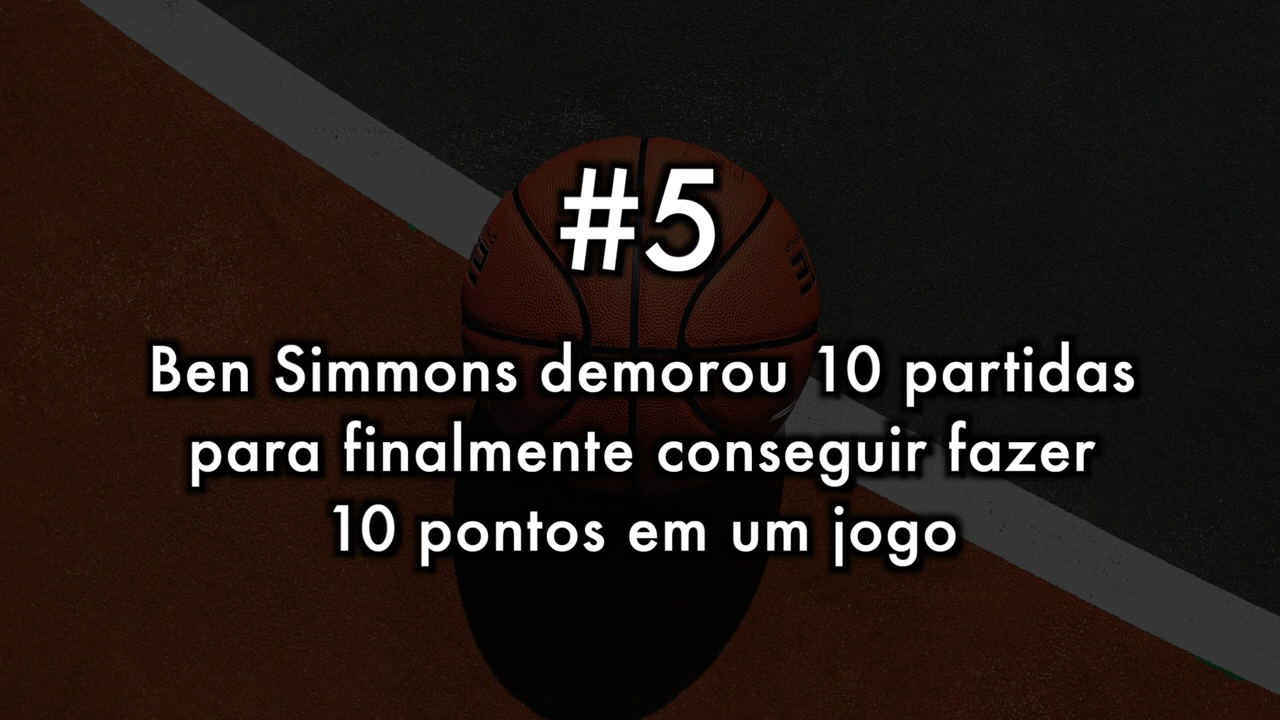 #5
Ben Simmons demorou 10 partidas
para finalmente conseguir fazer
10 pontos em um jogo